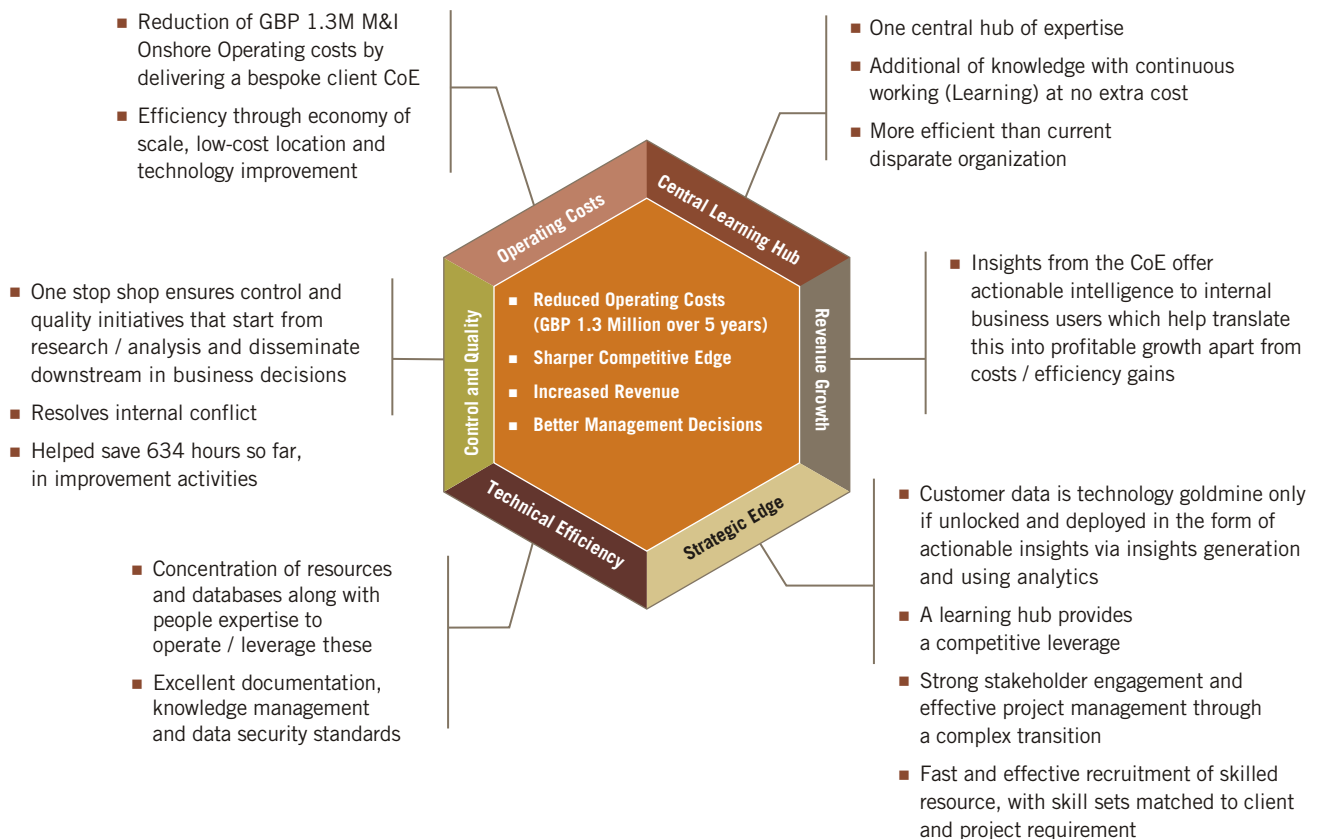 ■ Reduction of GBP 1.3M M&I
Onshore Operating costs by
delivering a bespoke client CoE
■ Efficiency through economy of
scale, low-cost location and
technology improvement
■ One central hub of expertise
■ Additional of knowledge with continuous
working (Learning) at no extra cost
■ More efficient than current
disparate organization
Operating Costs
Central Learning Hub
■ One stop shop ensures control and
quality initiatives that start from
research / analysis and disseminate
downstream in business decisions
■ Resolves internal conflict
■ Helped save 634 hours so far,
in improvement activities
Control and Quality
■ Reduced Operating Costs
(GBP 1.3 Million over 5 years)
■ Sharper Competitive Edge
■ Increased Revenue
■ Better Management Decisions
Revenue Growth
■ Insights from the CoE offer
actionable intelligence to internal
business users which help translate
this into profitable growth apart from
costs / efficiency gains
Technical Efficiency
Strategic Edge
■ Concentration of resources
and databases along with
people expertise to
operate / leverage these
■ Excellent documentation,
knowledge management
and data security standards
■ Customer data is technology goldmine only
if unlocked and deployed in the form of
actionable insights via insights generation
and using analytics
■ A learning hub provides
a competitive leverage
■ Strong stakeholder engagement and
effective project management through
a complex transition
■ Fast and effective recruitment of skilled
resource, with skill sets matched to client
and project requirement